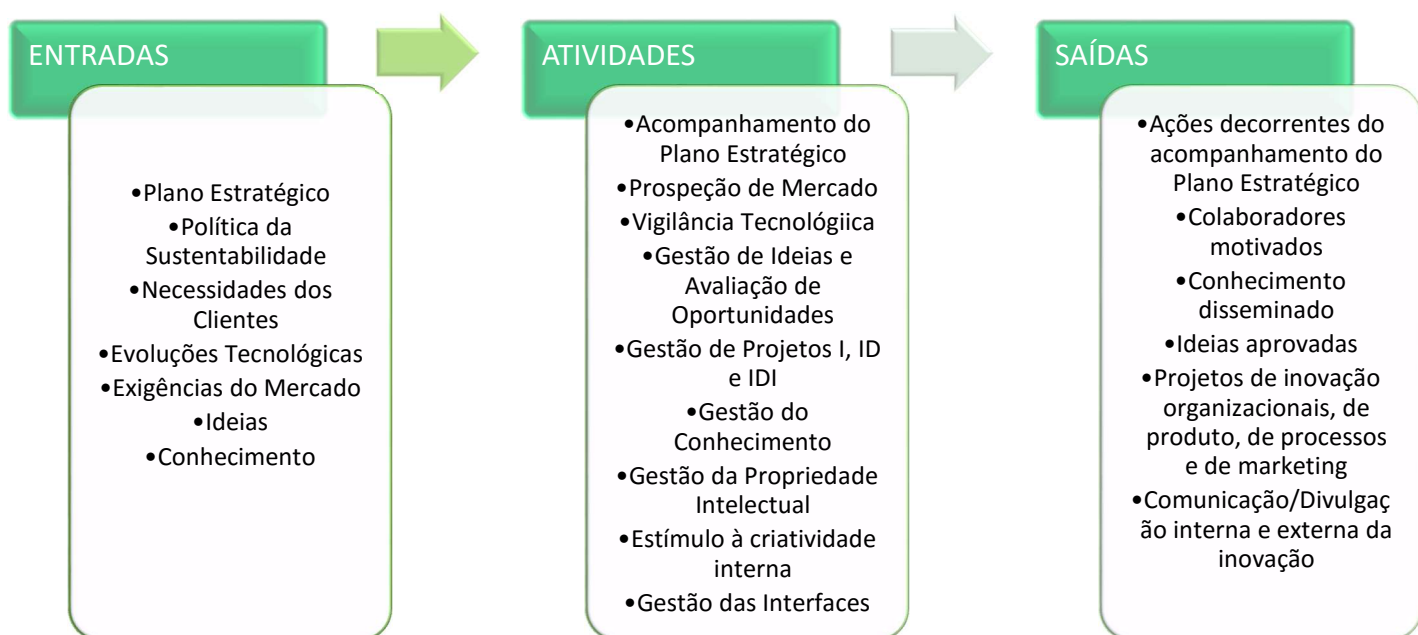 ENTRADAS
•Plano Estratégico
•Política da
Sustentabilidade
•Necessidades dos
Clientes
•Evoluções Tecnológicas
•Exigências do Mercado
•Ideias
•Conhecimento
ATIVIDADES
•Acompanhamento do
Plano Estratégico
•Prospeção de Mercado
•Vigilância Tecnológiica
•Gestão de Ideias e
Avaliação de
Oportunidades
•Gestão de Projetos I, ID
e IDI
•Gestão do
Conhecimento
•Gestão da Propriedade
Intelectual
•Estímulo à criatividade
interna
•Gestão das Interfaces
SAÍDAS
•Ações decorrentes do
acompanhamento do
Plano Estratégico
•Colaboradores
motivados
•Conhecimento
disseminado
•Ideias aprovadas
•Projetos de inovação
organizacionais, de
produto, de processos
e de marketing
•Comunicação/Divulgaç
ão interna e externa da
inovação